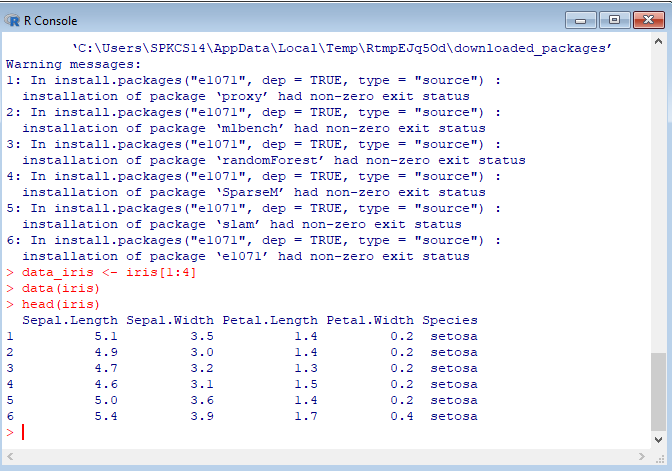 R Console
‘C:\Users\SPKCS14\AppData\Local\Temp\RtmpEJq5Od\downloaded_packages’
Warning messages:
1: In install.packages("e1071", dep = TRUE, type = "source") :
  installation of package ‘proxy’ had non-zero exit status
2: In install.packages("e1071", dep = TRUE, type = "source") :
  installation of package ‘mlbench’ had non-zero exit status
3: In install.packages("e1071", dep = TRUE, type = "source") :
  installation of package ‘randomForest’ had non-zero exit status
4: In install.packages("e1071", dep = TRUE, type = "source") :
  installation of package ‘SparseM’ had non-zero exit status
5: In install.packages("e1071", dep = TRUE, type = "source") :
  installation of package ‘slam’ had non-zero exit status
6: In install.packages("e1071", dep = TRUE, type = "source") :
  installation of package ‘e1071’ had non-zero exit status
> data_iris <- iris[1:4]
> data(iris)
> head(iris)
  Sepal.Length Sepal.Width Petal.Length Petal.Width Species
1          5.1         3.5          1.4         0.2  setosa
2          4.9         3.0          1.4         0.2  setosa
3          4.7         3.2          1.3         0.2  setosa
4          4.6         3.1          1.5         0.2  setosa
5          5.0         3.6          1.4         0.2  setosa
6          5.4         3.9          1.7         0.4  setosa
>